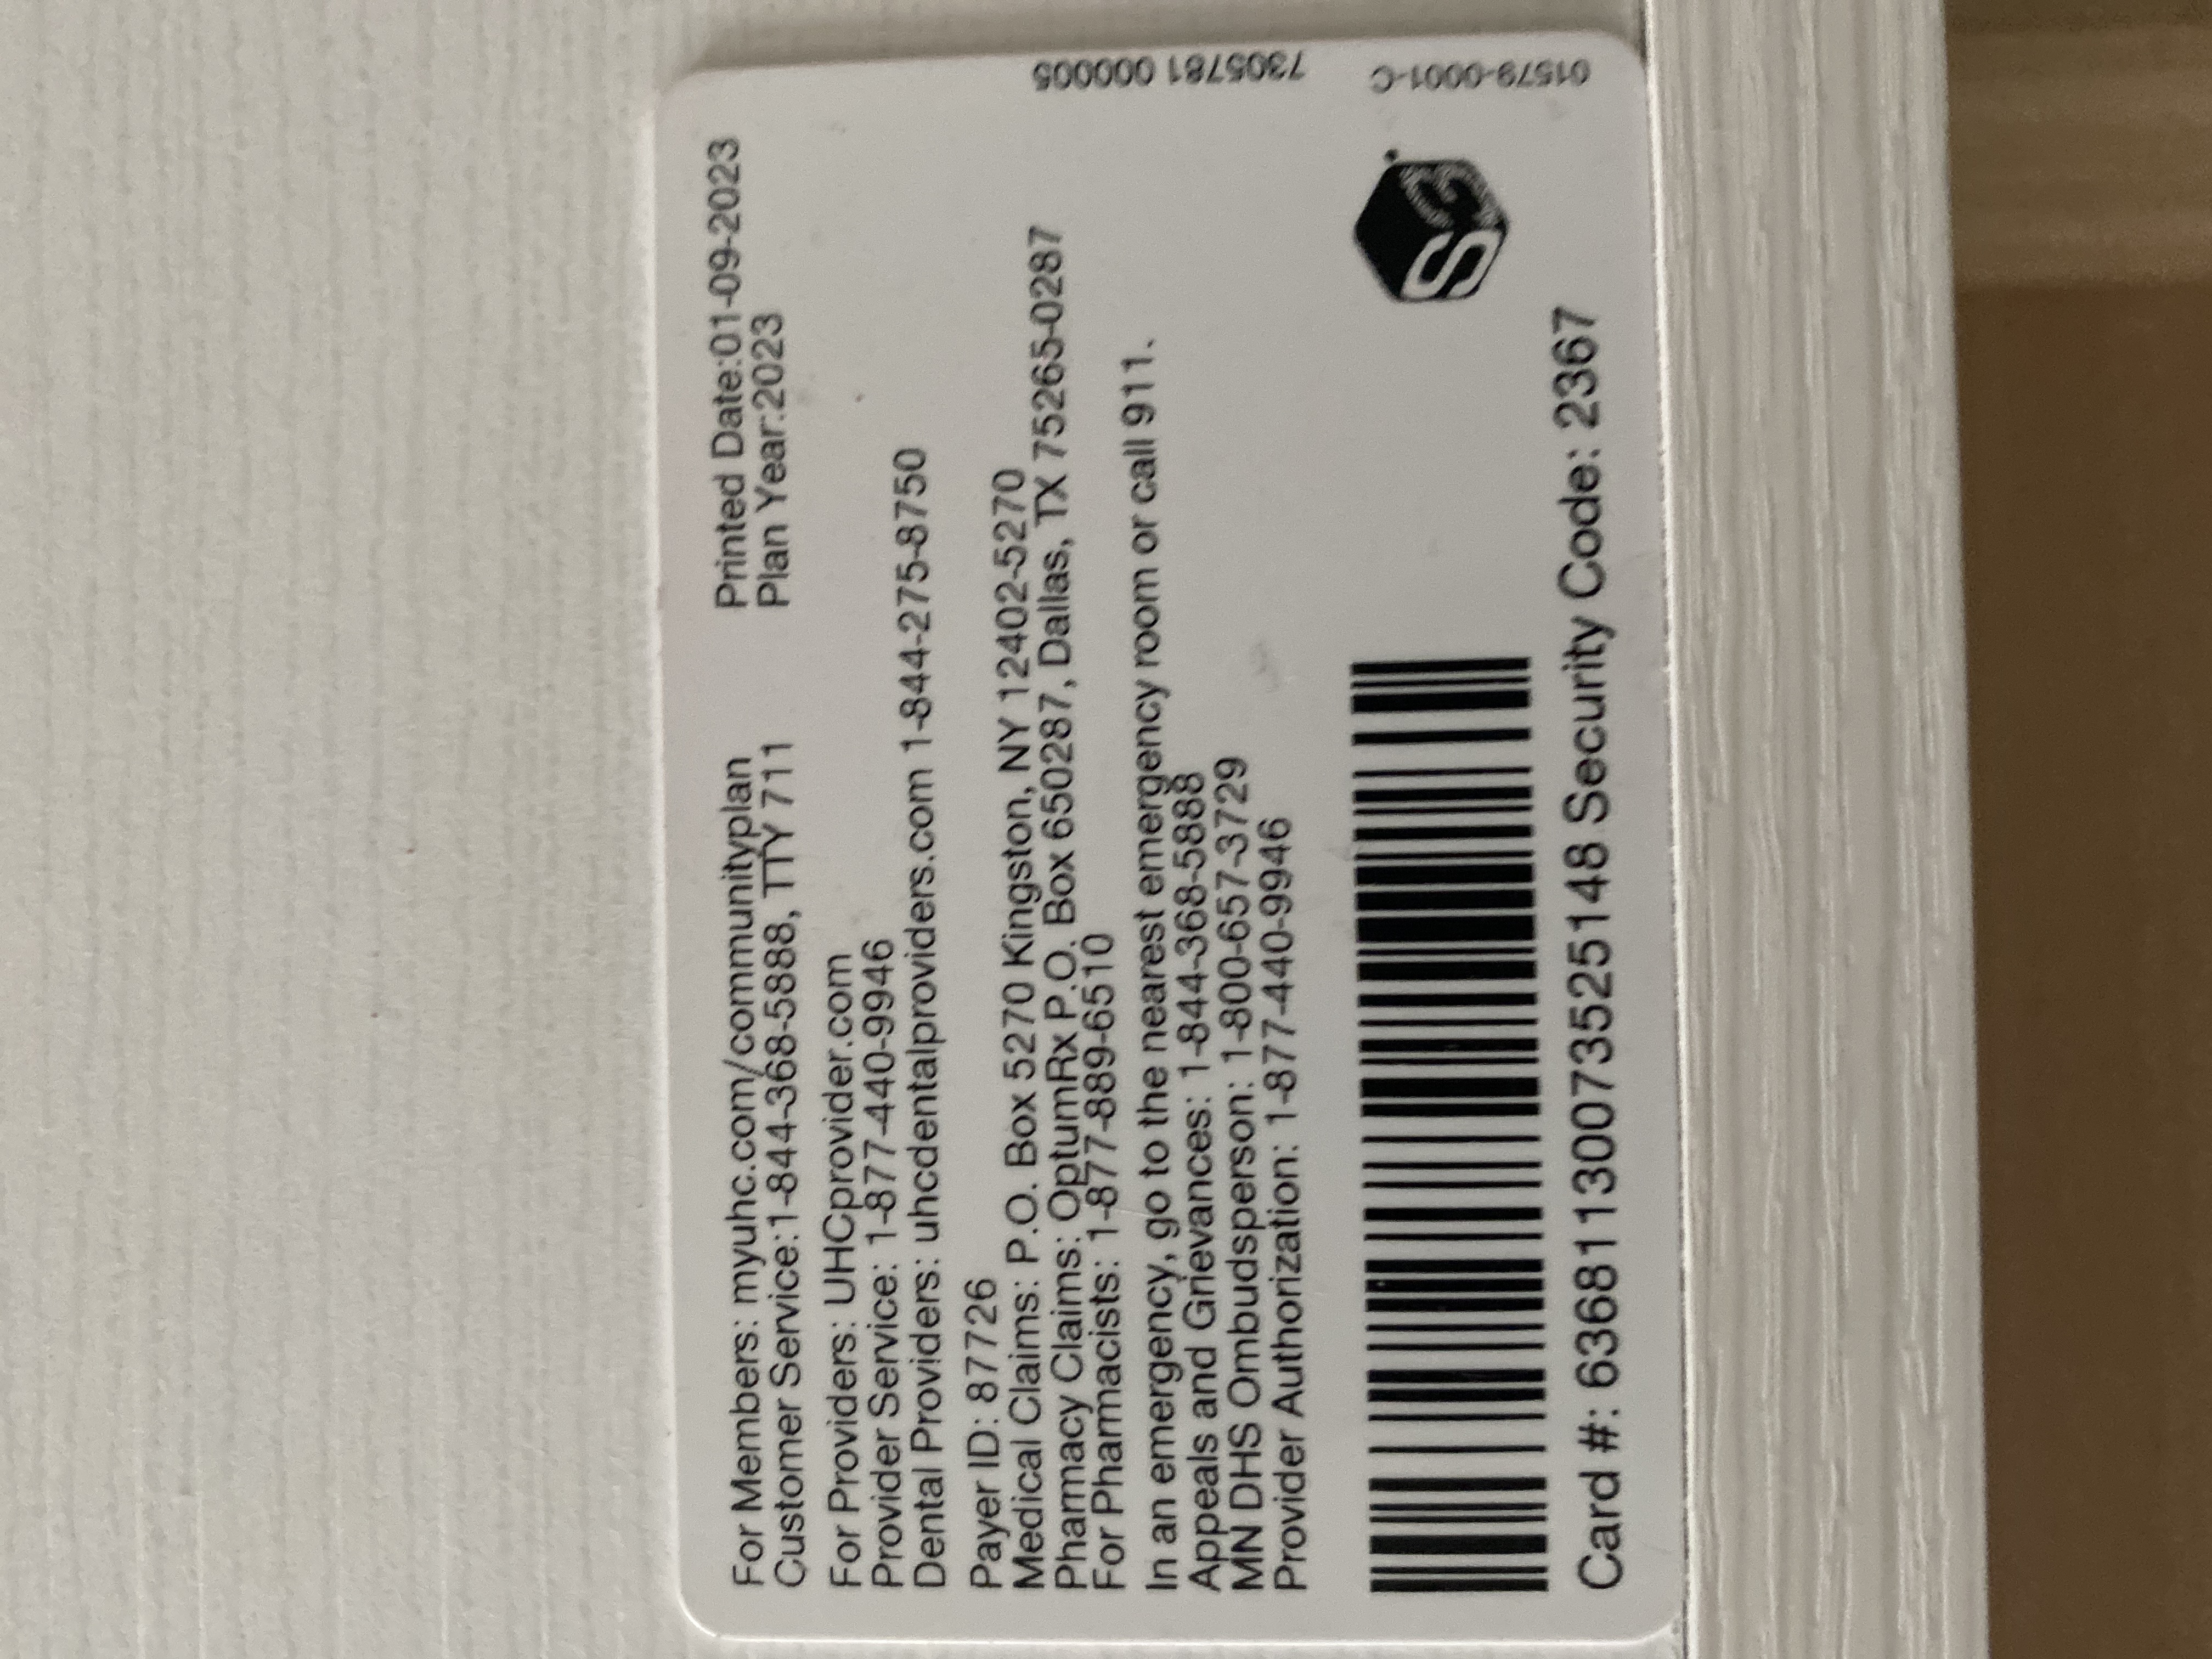 For Members: myuhc.com/communityplan
Printed Date:01-09-2023
Customer Service:1-844-368-5888, TTY 711
Plan Year:2023
For Providers: UHCprovider.com
Provider Service: 1-877-440-9946
Dental Providers: uhcdentalproviders.com 1-844-275-8750
Payer ID: 87726
Medical Claims: P.O. Box 5270 Kingston, NY 12402-5270
Pharmacy Claims: OptumRx P.O. Box 650287, Dallas, TX 75265-0287
For Pharmacists: 1-877-889-6510
In an emergency, go to the nearest emergency room or call 911.
Appeals and Grievances: 1-844-368-5888
MN DHS Ombudsperson: 1-800-657-3729
Provider Authorization: 1-877-440-9946
S3
Card #: 63681130073525148 Security Code: 2367
7305781 000005
01579-0001-C